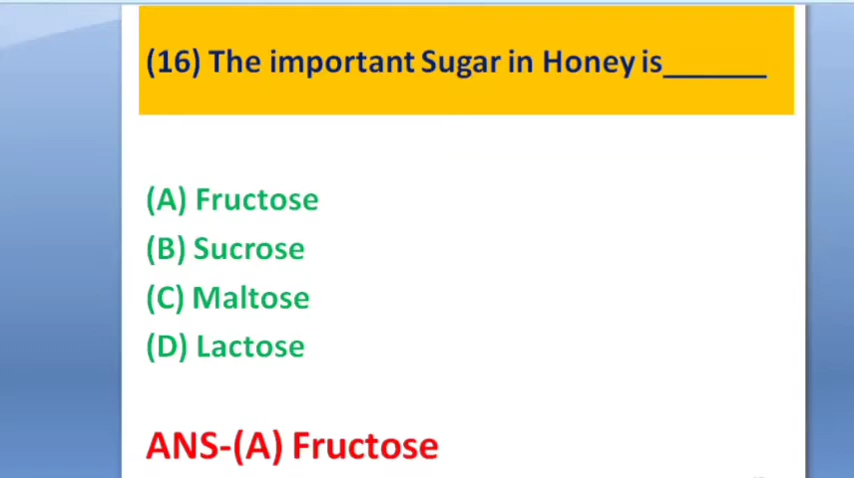 (16) The important Sugar in Honey is______
(A) Fructose
(B) Sucrose
(C) Maltose
(D) Lactose
ANS-(A) Fructose